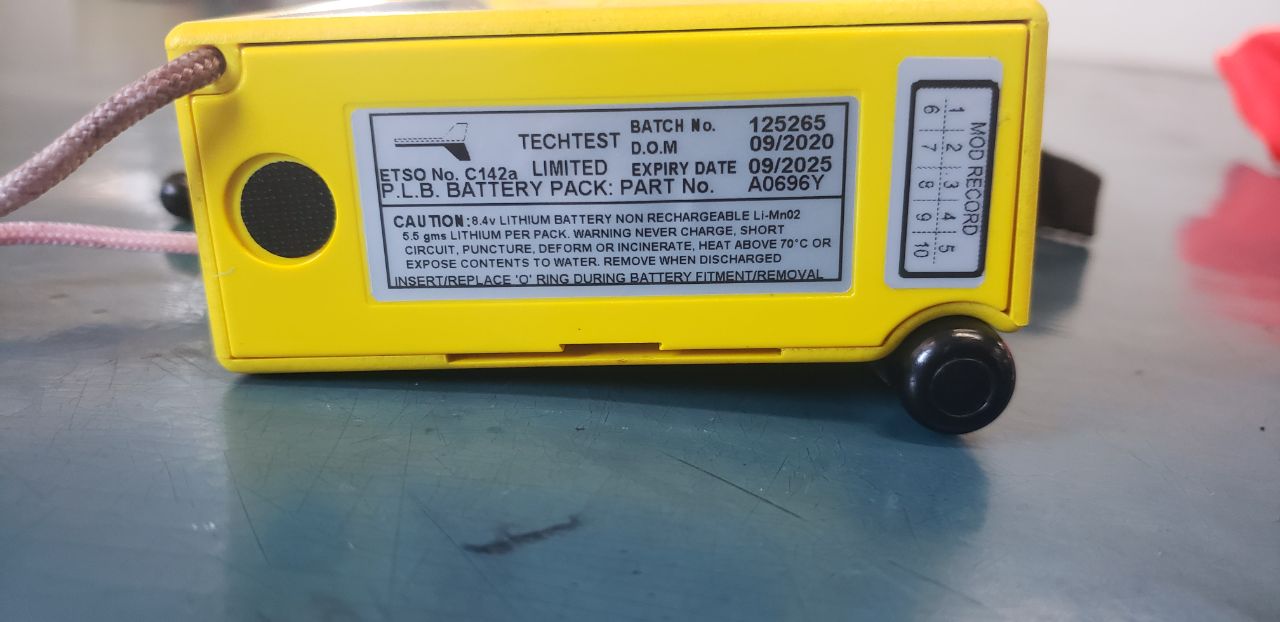 TECHTEST LIMITED
BATCH No. 125265
D.O.M 09/2020
EXPIRY DATE 09/2025
ETSO No. C142a
P.L.B. BATTERY PACK: PART No. A0696Y
CAUTION: 8.4v LITHIUM BATTERY NON RECHARGEABLE Li-Mn02
5.5 gms LITHIUM PER PACK. WARNING NEVER CHARGE, SHORT
CIRCUIT, PUNCTURE, DEFORM OR INCINERATE, HEAT ABOVE 70°C OR
EXPOSE CONTENTS TO WATER. REMOVE WHEN DISCHARGED
INSERT/REPLACE 'O' RING DURING BATTERY FITMENT/REMOVAL
MOD RECORD
1 2 3 4 5
6 7 8 9 10